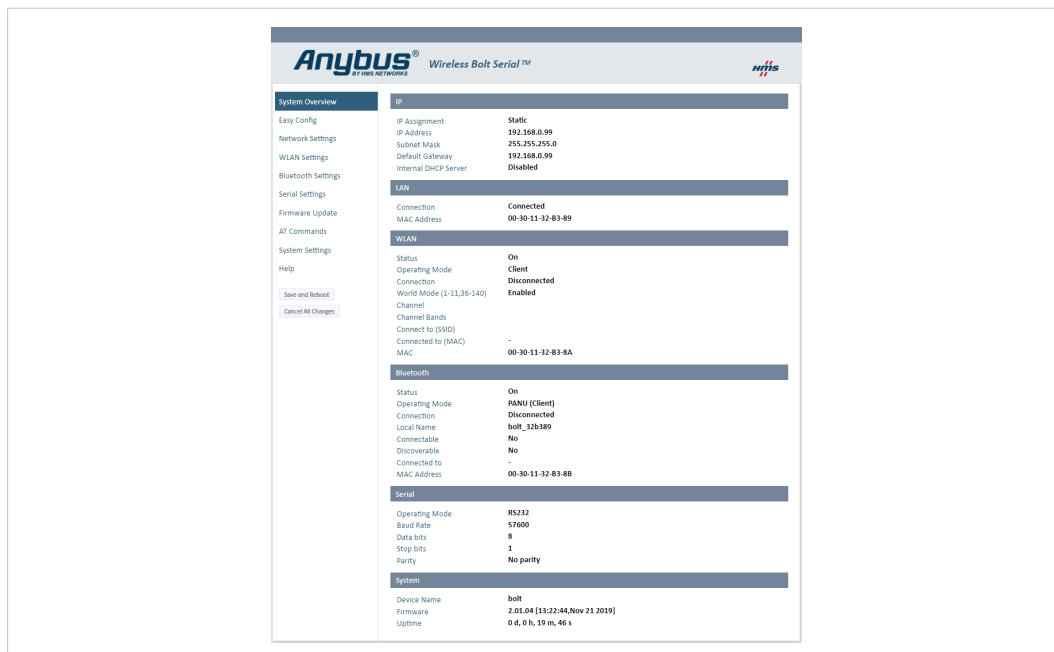 Anybus®
BY HMS NETWORKS
Wireless Bolt Serial™
HMS
System Overview
Easy Config
Network Settings
WLAN Settings
Bluetooth Settings
Serial Settings
Firmware Update
AT Commands
System Settings
Help
Save and Reboot
Cancel All Changes
IP
IP Assignment Static
IP Address 192.168.0.99
Subnet Mask 255.255.255.0
Default Gateway 192.168.0.99
Internal DHCP Server Disabled
LAN
Connection Connected
MAC Address 00-30-11-32-B3-89
WLAN
Status On
Operating Mode Client
Connection Disconnected
World Mode (1-11,36-140) Enabled
Channel
Channel Bands
Connect to (SSID)
Connected to (MAC) -
MAC 00-30-11-32-B3-8A
Bluetooth
Status On
Operating Mode PANU (Client)
Connection Disconnected
Local Name bolt_32b389
Connectable No
Discoverable No
Connected to -
MAC Address 00-30-11-32-B3-8B
Serial
Operating Mode RS232
Baud Rate 57600
Data bits 8
Stop bits 1
Parity No parity
System
Device Name bolt
Firmware 2.01.04 [13:22:44,Nov 21 2019]
Uptime 0 d, 0 h, 19 m, 46 s